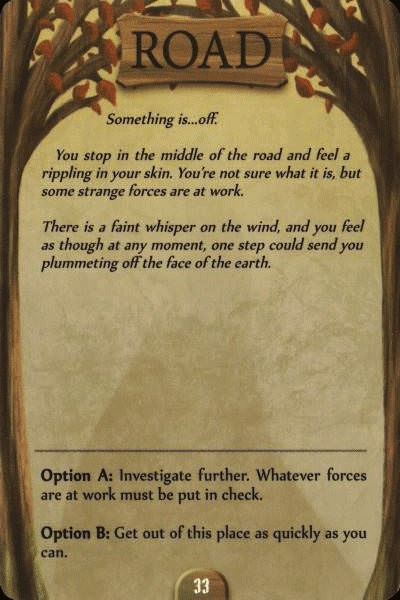 ROAD
Something is...off.
You stop in the middle of the road and feel a
rippling in your skin. You're not sure what it is, but
some strange forces are at work.
There is a faint whisper on the wind, and you feel
as though at any moment, one step could send you
plummeting off the face of the earth.
Option A: Investigate further. Whatever forces
are at work must be put in check.
Option B: Get out of this place as quickly as you
can.
33